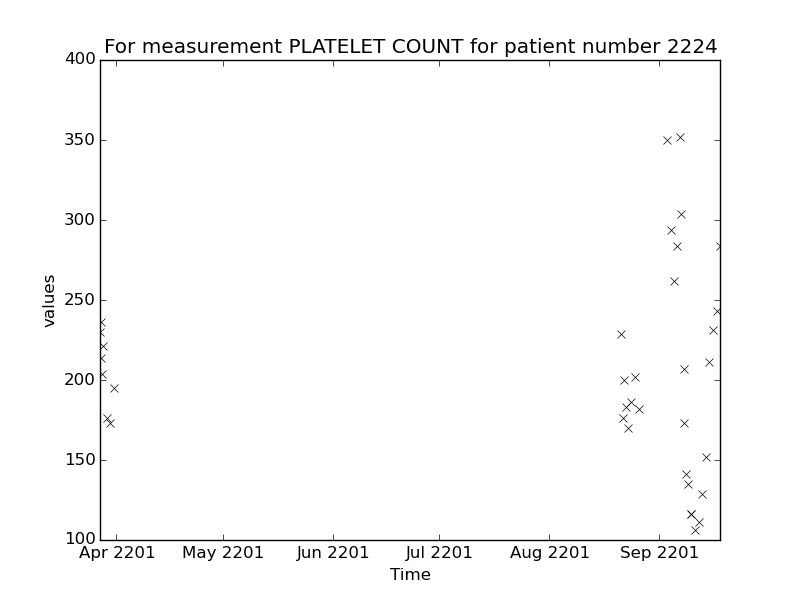 For measurement PLATELET COUNT for patient number 2224
400
350
300
250
200
150
100
values
Apr 2201 May 2201 Jun 2201 Jul 2201 Aug 2201 Sep 2201
Time